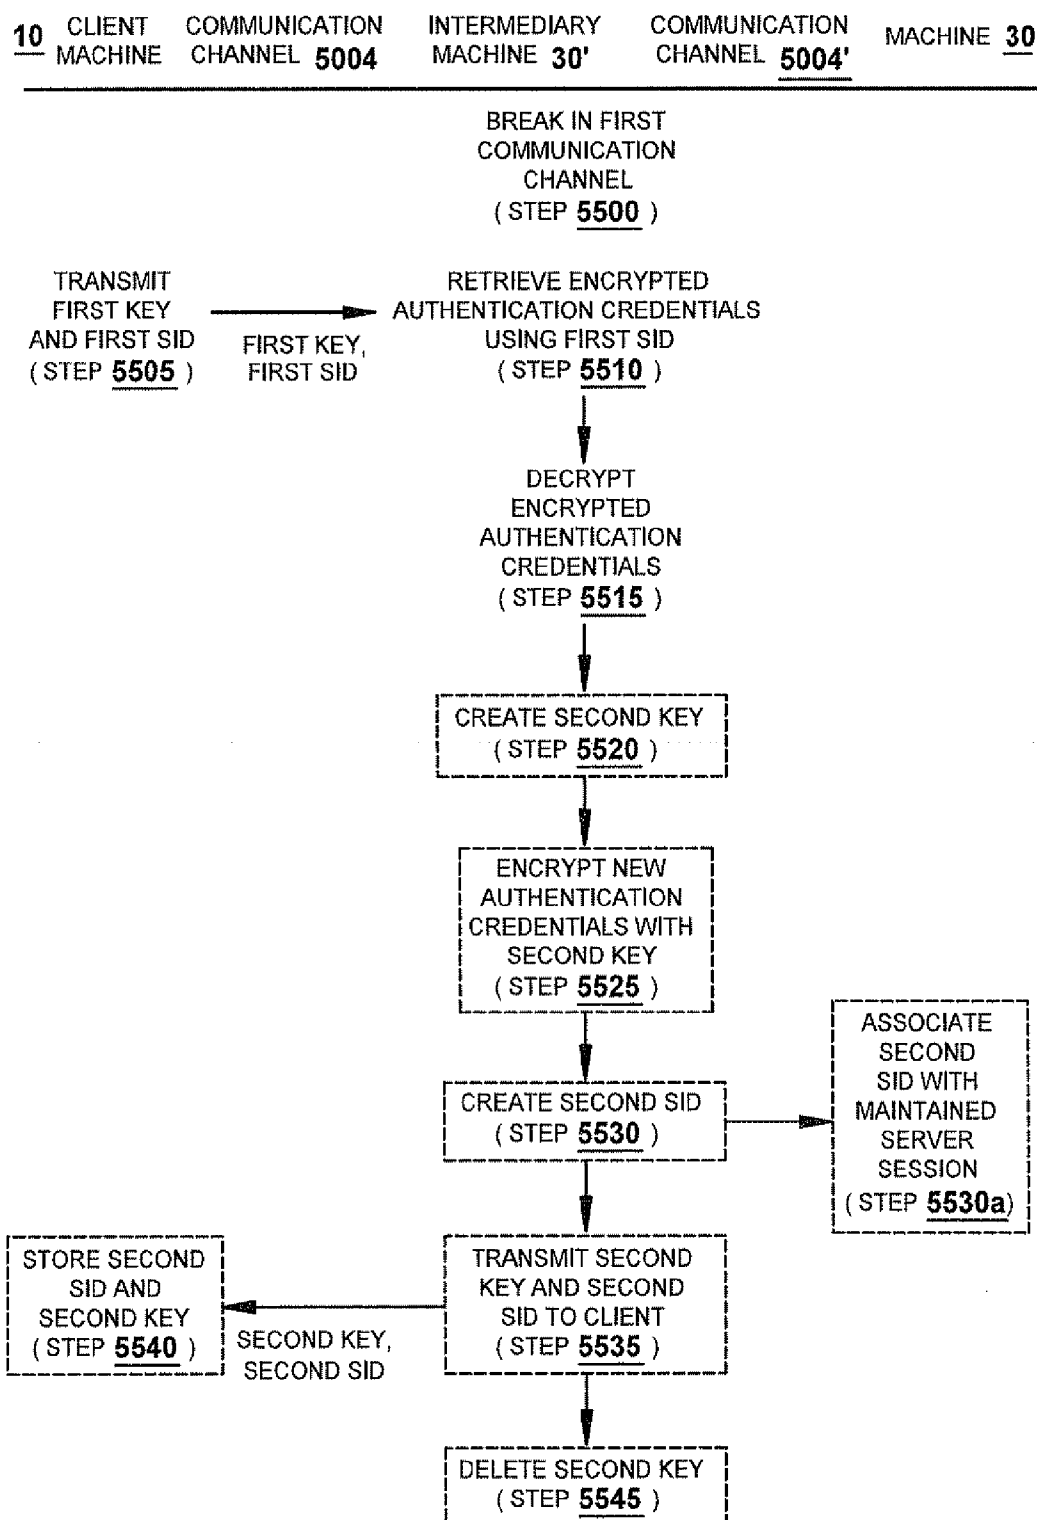 10 CLIENT MACHINE
COMMUNICATION CHANNEL 5004
INTERMEDIARY MACHINE 30'
COMMUNICATION CHANNEL 5004'
MACHINE 30
BREAK IN FIRST
COMMUNICATION
CHANNEL
( STEP 5500 )
TRANSMIT
FIRST KEY
AND FIRST SID
( STEP 5505 )
FIRST KEY,
FIRST SID
RETRIEVE ENCRYPTED
AUTHENTICATION CREDENTIALS
USING FIRST SID
( STEP 5510 )
DECRYPT
ENCRYPTED
AUTHENTICATION
CREDENTIALS
( STEP 5515 )
CREATE SECOND KEY
( STEP 5520 )
ENCRYPT NEW
AUTHENTICATION
CREDENTIALS WITH
SECOND KEY
( STEP 5525 )
CREATE SECOND SID
( STEP 5530 )
ASSOCIATE
SECOND
SID WITH
MAINTAINED
SERVER
SESSION
( STEP 5530a)
TRANSMIT SECOND
KEY AND SECOND
SID TO CLIENT
( STEP 5535 )
SECOND KEY,
SECOND SID
STORE SECOND
SID AND
SECOND KEY
( STEP 5540 )
DELETE SECOND KEY
( STEP 5545 )